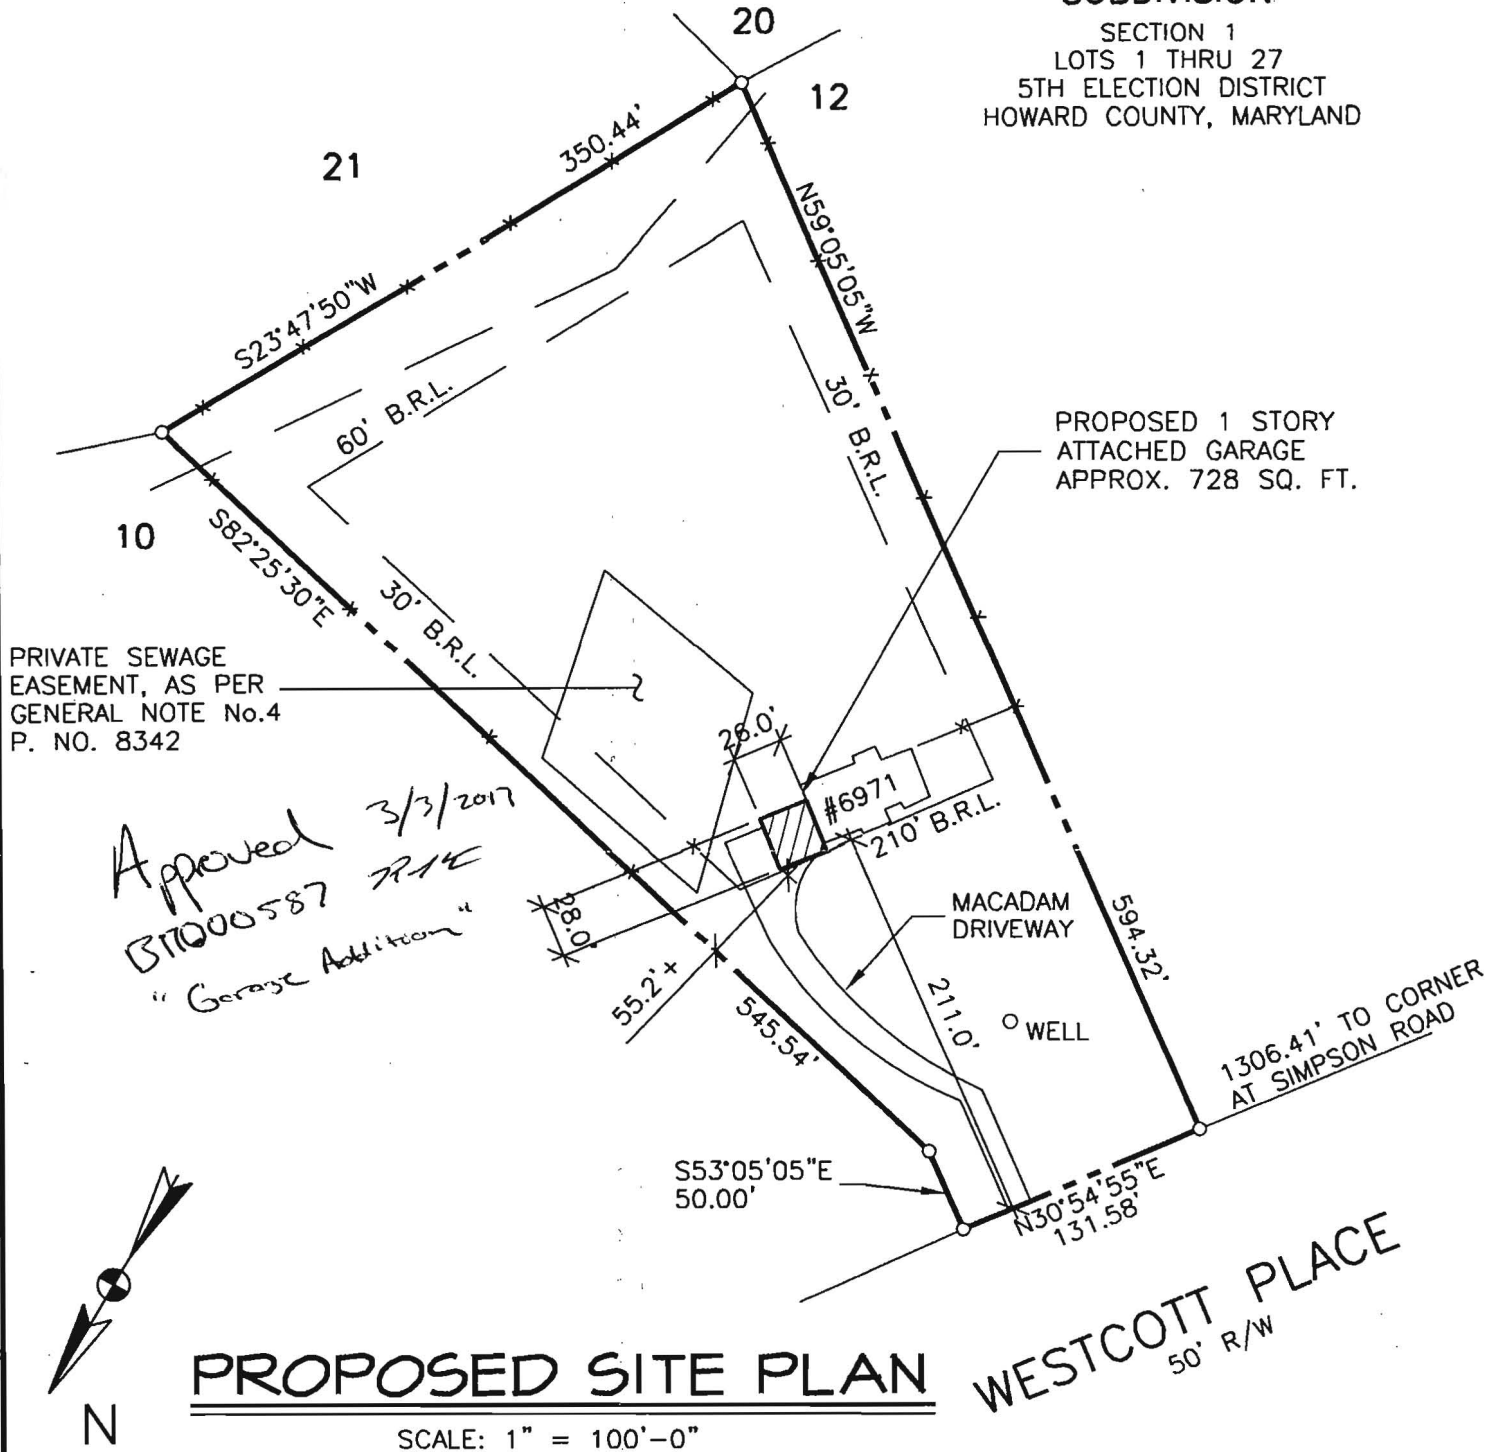 SUBDIVISION
SECTION 1
LOTS 1 THRU 27
5TH ELECTION DISTRICT
HOWARD COUNTY, MARYLAND
20
12
21
350.44'
S23°47'50"W
N59°05'05"W
60' B.R.L.
30' B.R.L.
PROPOSED 1 STORY
ATTACHED GARAGE
APPROX. 728 SQ. FT.
10
S82°25'30"E
30' B.R.L.
PRIVATE SEWAGE
EASEMENT, AS PER
GENERAL NOTE No.4
P. NO. 8342
26.0'
#6971
210' B.R.L.
Approved 3/3/2017
"Garage Addition"
28.0'
55.2'+
MACADAM
DRIVEWAY
594.32'
211.0'
WELL
545.54'
1306.41' TO CORNER
AT SIMPSON ROAD
S53°05'05"E
50.00'
N30°54'55"E
131.58'
WESTCOTT PLACE
50' R/W
N
PROPOSED SITE PLAN
SCALE: 1" = 100'-0"